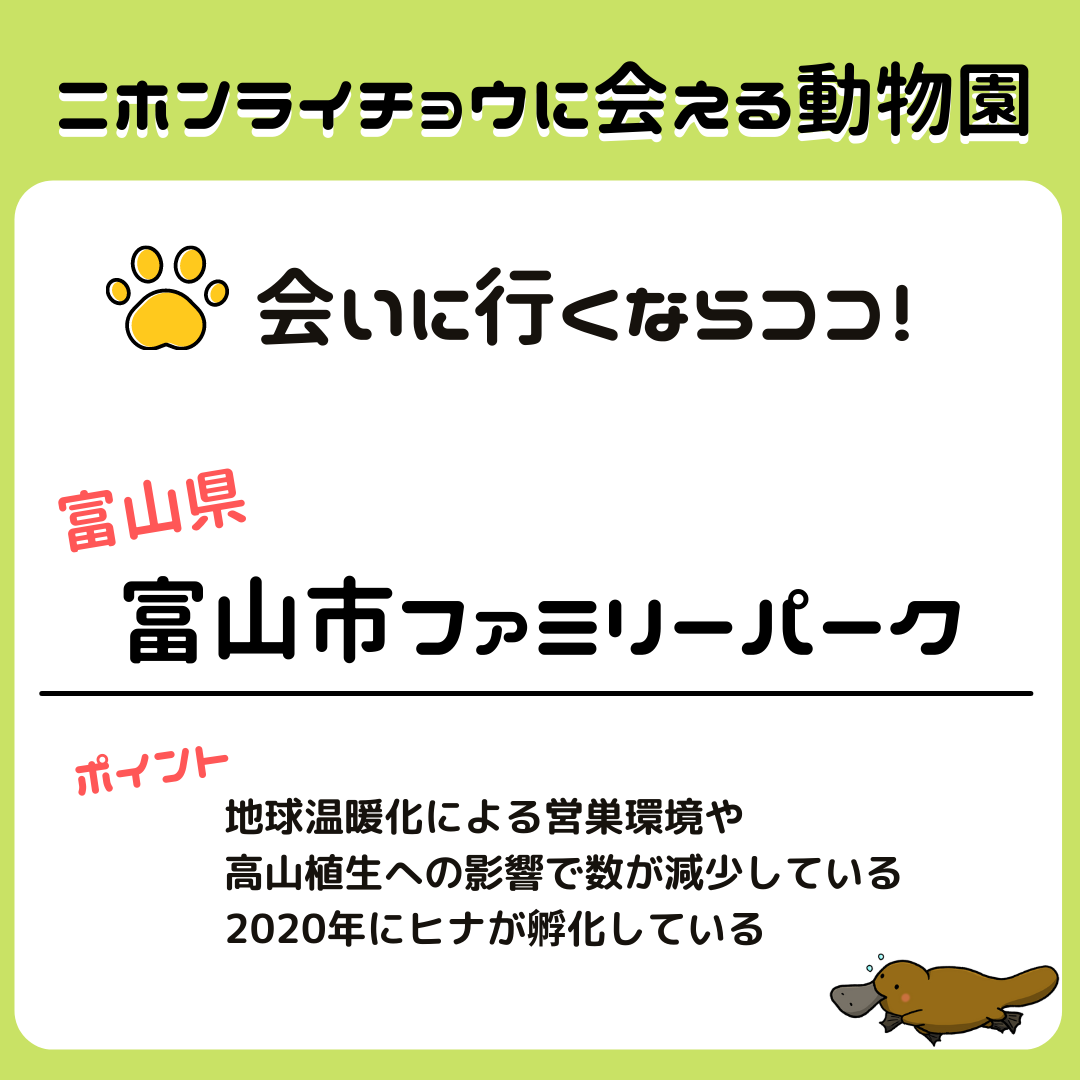 ニホンライチョウに会える動物園
会いに行くならココ！
富山県
富山市ファミリーパーク
ポイント
地球温暖化による営巣環境や
高山植生への影響で数が減少している
2020年にヒナが孵化している